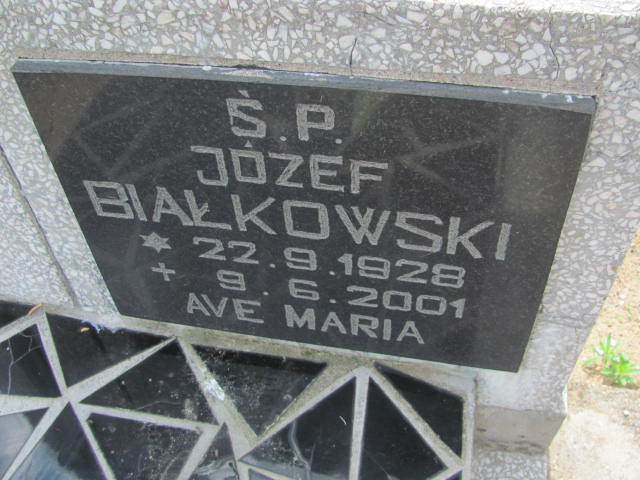 Ś.P.
JÓZEF
BIAŁKOWSKI
* 22.9.1928
+ 9.6.2001
AVE MARIA